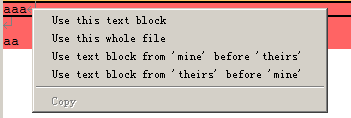 aaa
Use this text block
Use this whole file
Use text block from 'mine' before 'theirs'
aa
Use text block from 'theirs' before 'mine'
Copy